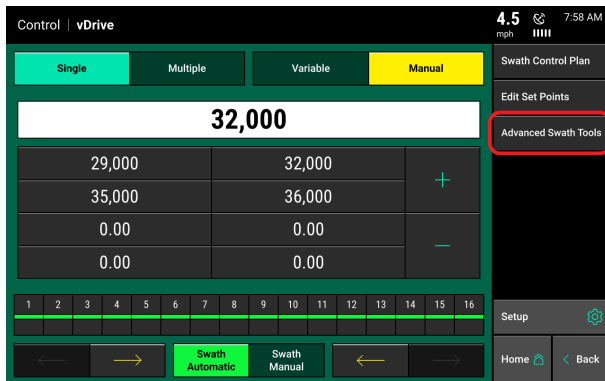 Control | vDrive
4.5 mph
7:58 AM
Single
Multiple
Variable
Manual
Swath Control Plan
Edit Set Points
Advanced Swath Tools
32,000
29,000 32,000
35,000 36,000
0.00 0.00
0.00 0.00
+
−
1 2 3 4 5 6 7 8 9 10 11 12 13 14 15 16
Swath
Automatic
Swath
Manual
Setup
Home
< Back